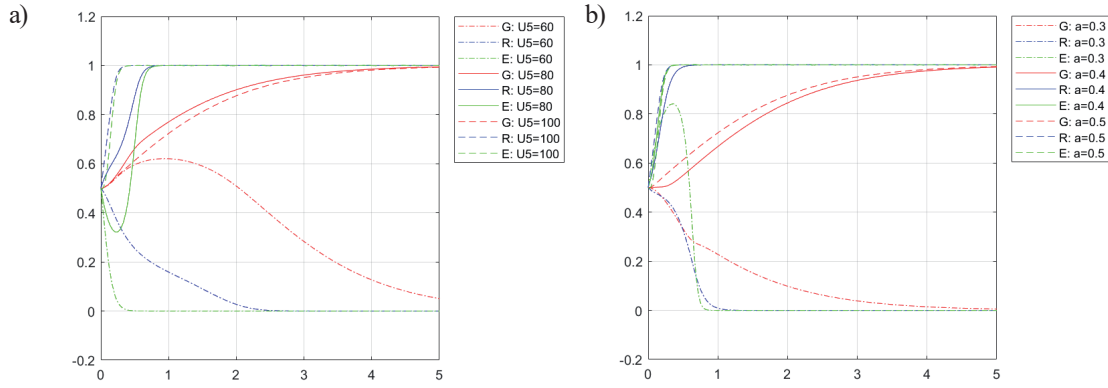 a)
1.2
1
0.8
0.6
0.4
0.2
0
-0.2
0
1
2
3
4
5
G: U5=60
R: U5=60
E: U5=60
G: U5=80
R: U5=80
E: U5=80
G: U5=100
R: U5=100
E: U5=100
b)
1.2
1
0.8
0.6
0.4
0.2
0
-0.2
0
1
2
3
4
5
G: a=0.3
R: a=0.3
E: a=0.3
G: a=0.4
R: a=0.4
E: a=0.4
G: a=0.5
R: a=0.5
E: a=0.5